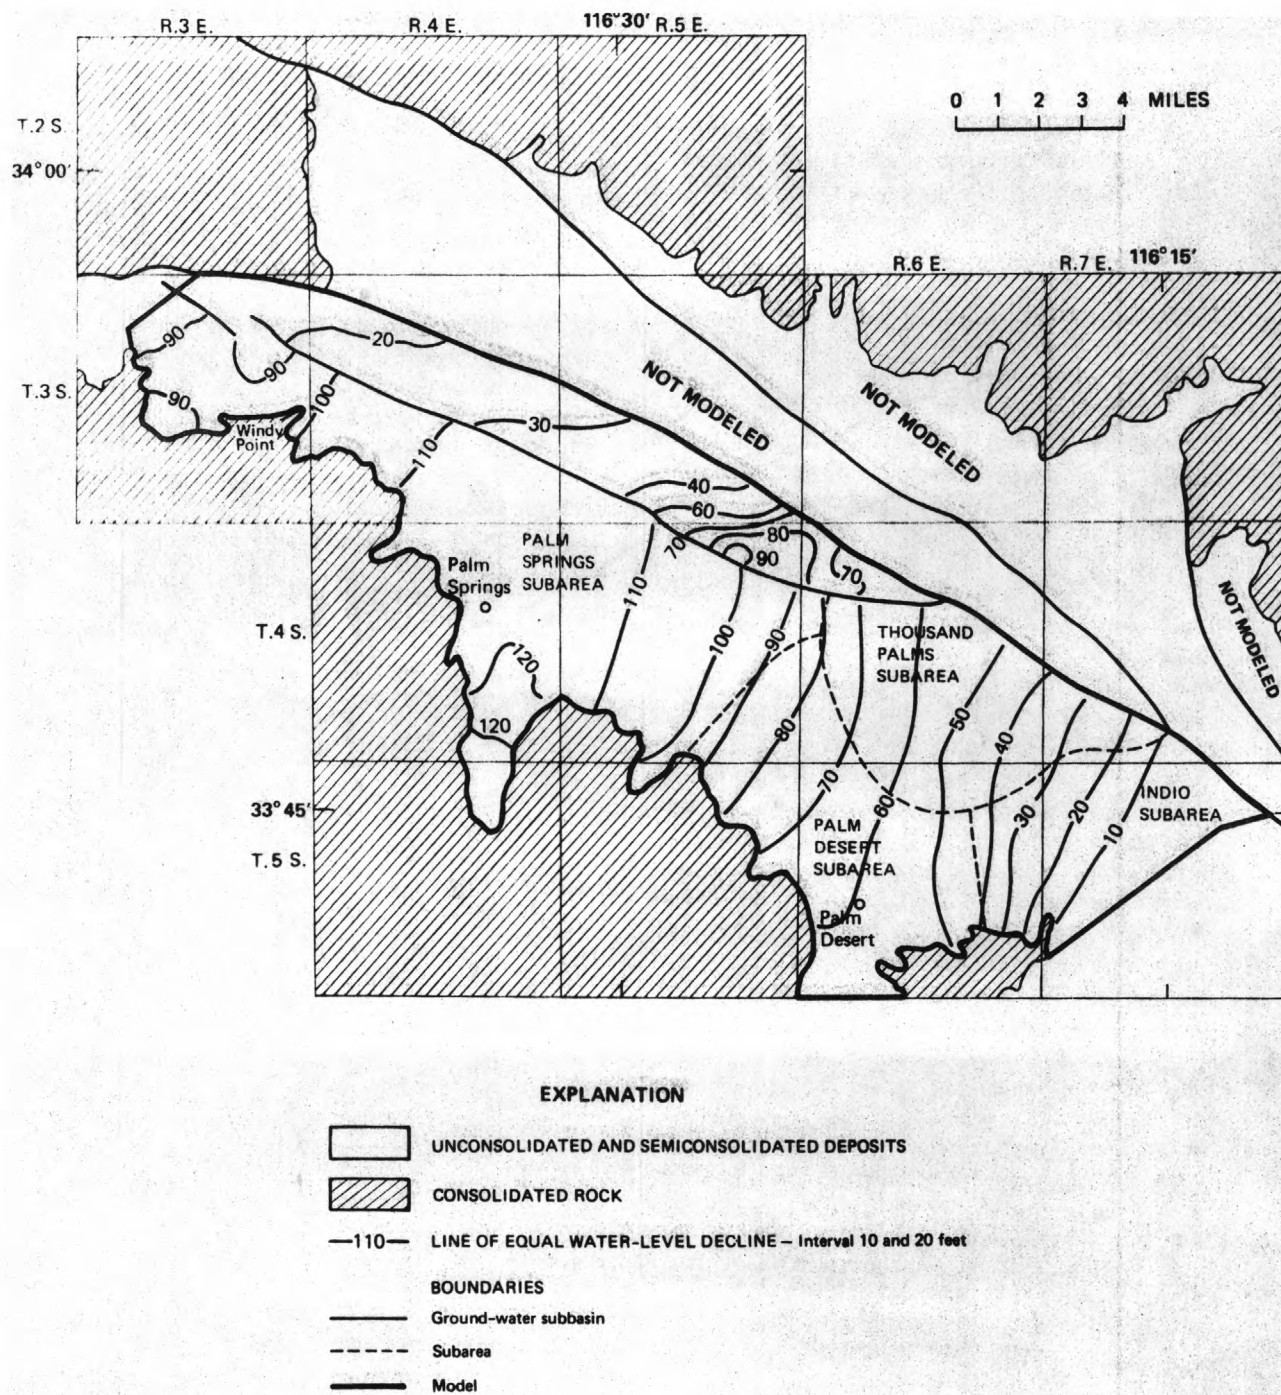 116°30'
R.3 E.
R.4 E.
R.5 E.
0 1 2 3 4 MILES
T.2 S.
34°00'
R.6 E.
R.7 E.
116°15'
90
20
90
NOT MODELED
NOT MODELED
T.3 S.
90
100
Windy
Point
30
110
40
60
70
80
90
70
PALM
SPRINGS
SUBAREA
Palm
Springs
110
NOT MODELED
T.4 S.
100
90
THOUSAND
PALMS
SUBAREA
120
120
50
40
80
70
60
33°45'
30
20
10
INDIO
SUBAREA
PALM
DESERT
SUBAREA
T.5 S.
Palm
Desert
EXPLANATION
UNCONSOLIDATED AND SEMICONSOLIDATED DEPOSITS
CONSOLIDATED ROCK
—110— LINE OF EQUAL WATER-LEVEL DECLINE – Interval 10 and 20 feet
BOUNDARIES
Ground-water subbasin
Subarea
Model